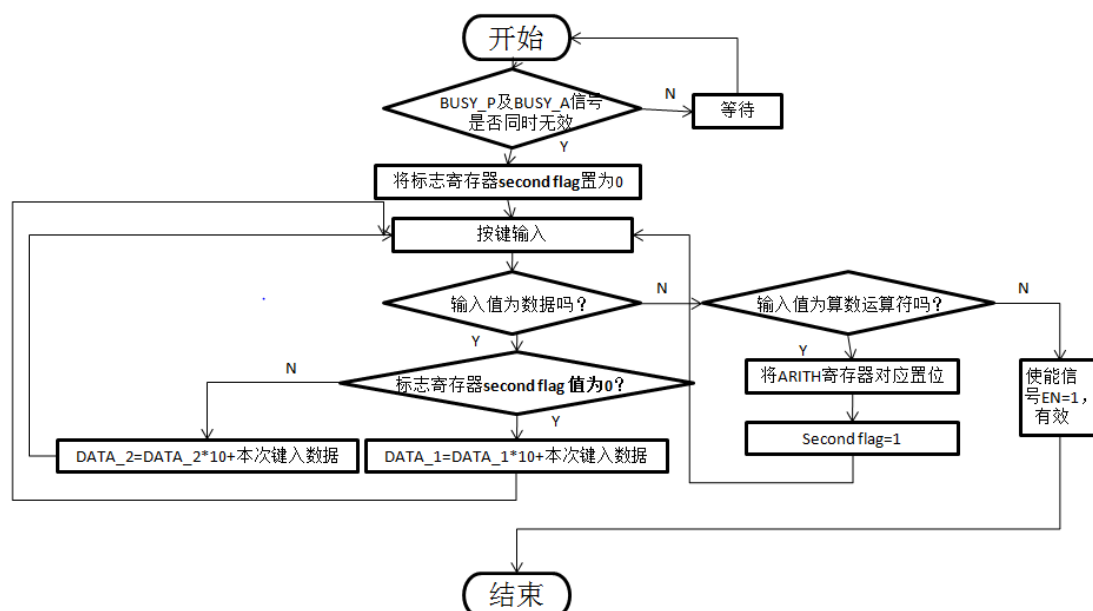 开始
BUSY_P及BUSY_A信号
是否同时无效
N
等待
Y
将标志寄存器second flag置为0
按键输入
输入值为数据吗?
N
输入值为算数运算符吗?
N
Y
Y
标志寄存器second flag 值为0?
N
将ARITH寄存器对应置位
使能信
号EN=1,
有效
Y
Second flag=1
DATA_2=DATA_2*10+本次键入数据
DATA_1=DATA_1*10+本次键入数据
结束